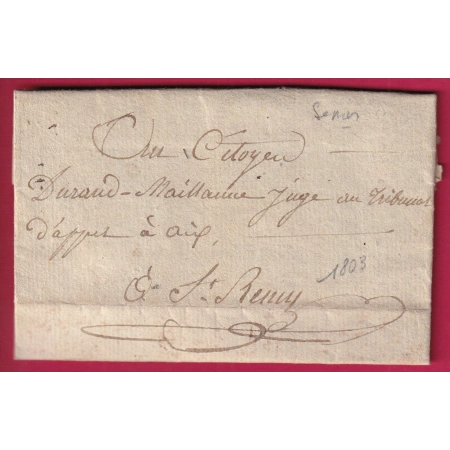 Senas
Au Citoyen
Durand-Maillanne juge au tribunal
d'appel à aix,
1803
à St Remy